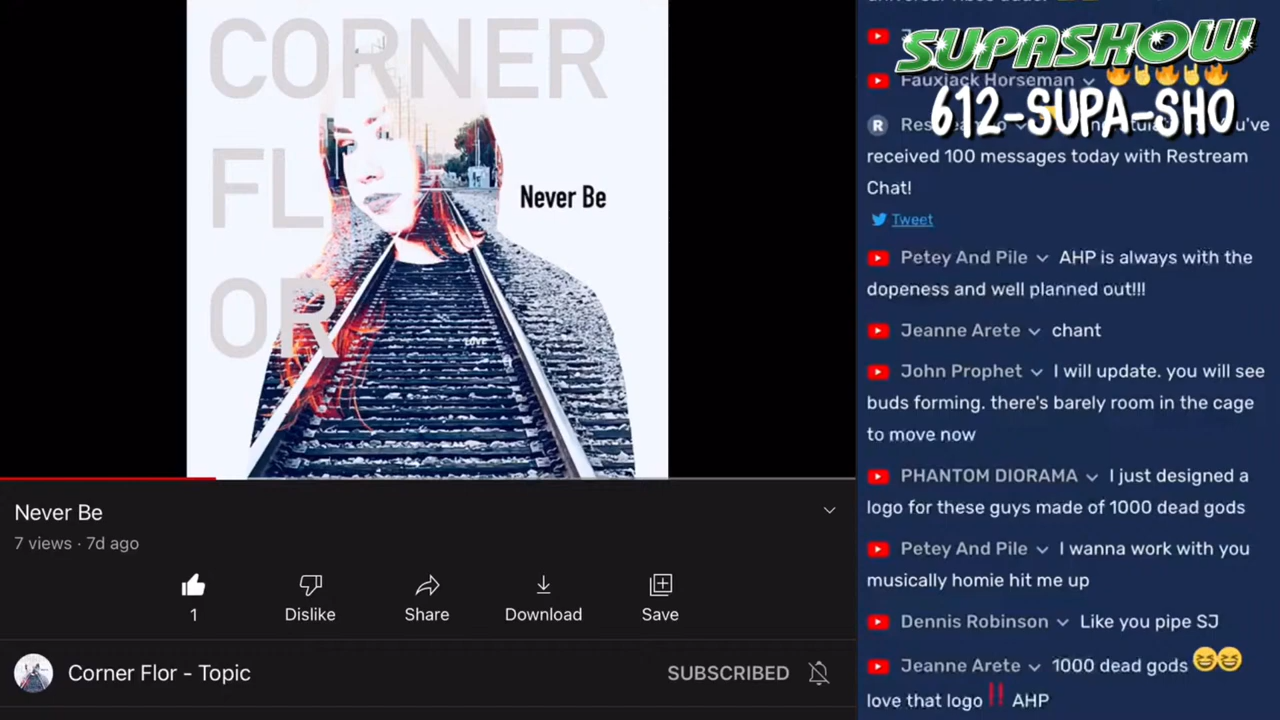 CORNER
FL
OR
Never Be
LOVE
Never Be
7 views · 7d ago
1
Dislike
Share
Download
Save
Corner Flor - Topic
SUBSCRIBED
SUPASHOW
612-SUPA-SHO
Fauxjack Horseman 🔥🤘🔥🤘🔥
received 100 messages today with Restream
Chat!
Tweet
Petey And Pile AHP is always with the
dopeness and well planned out!!!
Jeanne Arete chant
John Prophet I will update. you will see
buds forming. there's barely room in the cage
to move now
PHANTOM DIORAMA I just designed a
logo for these guys made of 1000 dead gods
Petey And Pile I wanna work with you
musically homie hit me up
Dennis Robinson Like you pipe SJ
Jeanne Arete 1000 dead gods 😆😆
love that logo ‼️ AHP